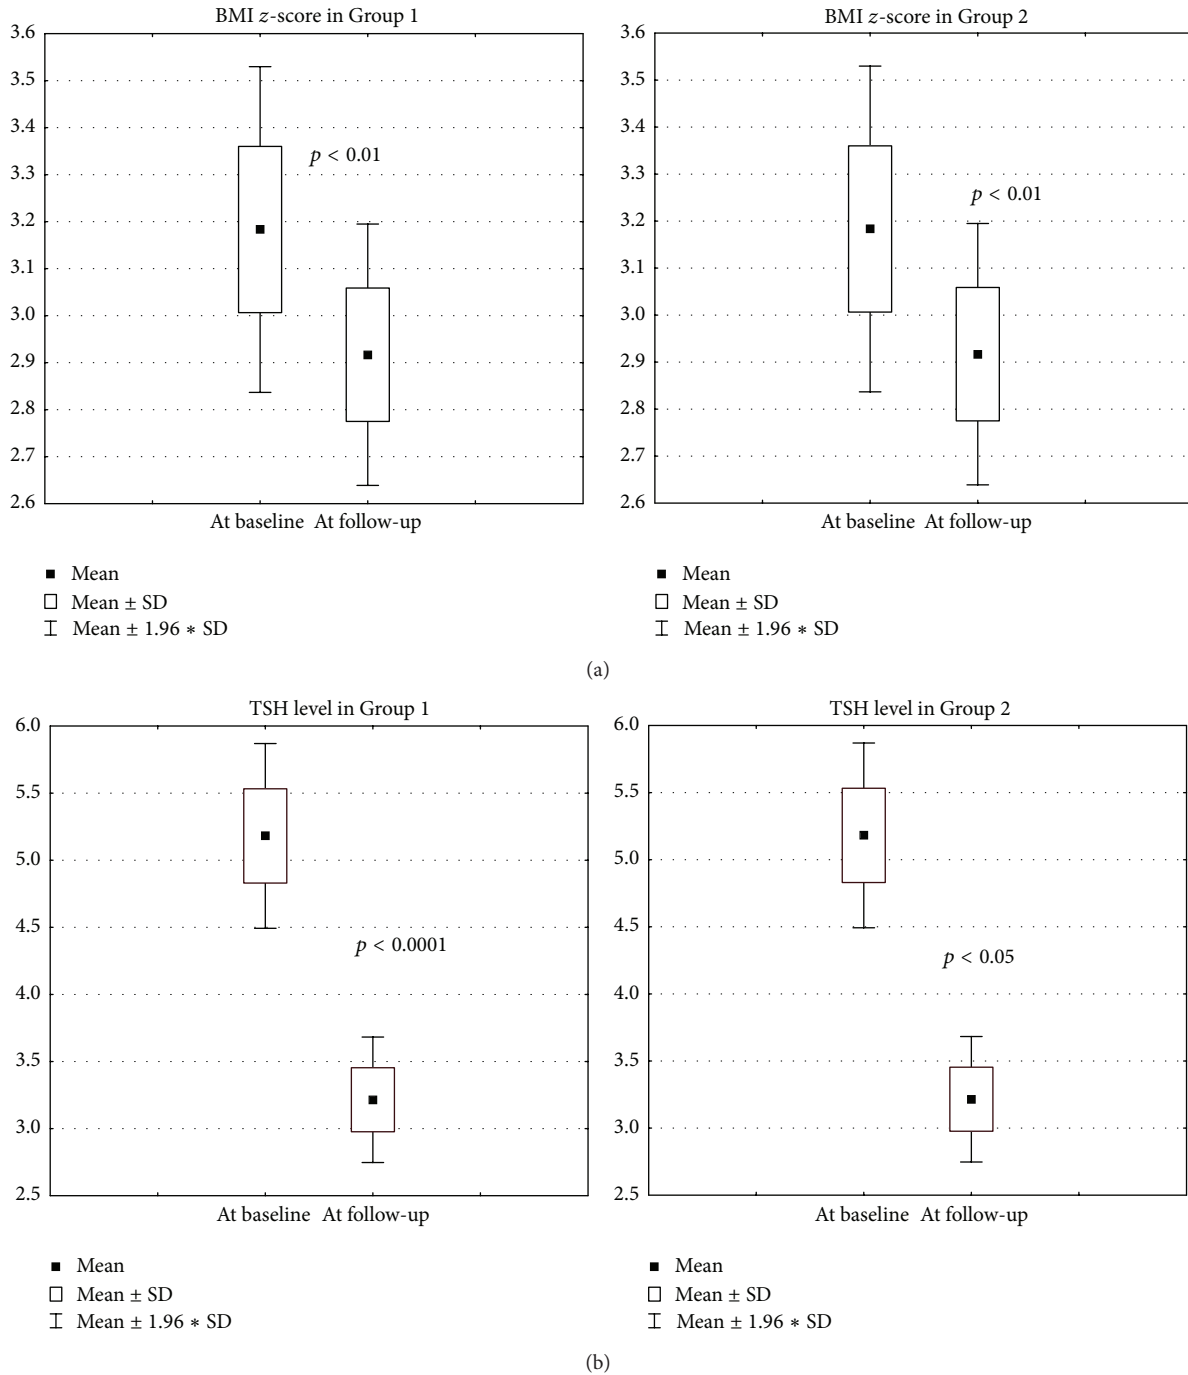 BMI z-score in Group 1
3.6
3.5
3.4
3.3
3.2
3.1
3.0
2.9
2.8
2.7
2.6
p < 0.01
At baseline At follow-up
Mean
Mean ± SD
Mean ± 1.96 * SD
BMI z-score in Group 2
3.6
3.5
3.4
3.3
3.2
3.1
3.0
2.9
2.8
2.7
2.6
p < 0.01
At baseline At follow-up
Mean
Mean ± SD
Mean ± 1.96 * SD
(a)
TSH level in Group 1
6.0
5.5
5.0
4.5
4.0
3.5
3.0
2.5
p < 0.0001
At baseline At follow-up
Mean
Mean ± SD
Mean ± 1.96 * SD
TSH level in Group 2
6.0
5.5
5.0
4.5
4.0
3.5
3.0
2.5
p < 0.05
At baseline At follow-up
Mean
Mean ± SD
Mean ± 1.96 * SD
(b)